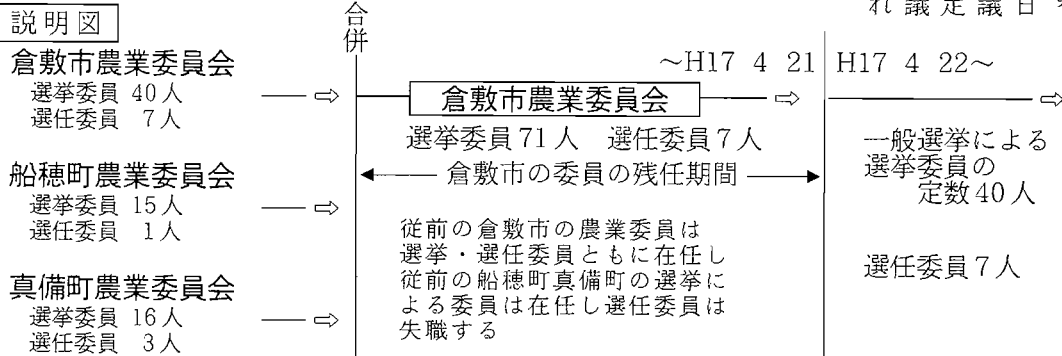 れ議定議日
説明図
合併
倉敷市農業委員会
選挙委員 40人
選任委員 7人
船穂町農業委員会
選挙委員 15人
選任委員 1人
真備町農業委員会
選挙委員 16人
選任委員 3人
～H17 4 21
H17 4 22～
倉敷市農業委員会
選挙委員71人 選任委員7人
倉敷市の委員の残任期間
従前の倉敷市の農業委員は
選挙・選任委員ともに在任し
従前の船穂町真備町の選挙に
よる委員は在任し選任委員は
失職する
一般選挙による
選挙委員の
定数40人
選任委員7人